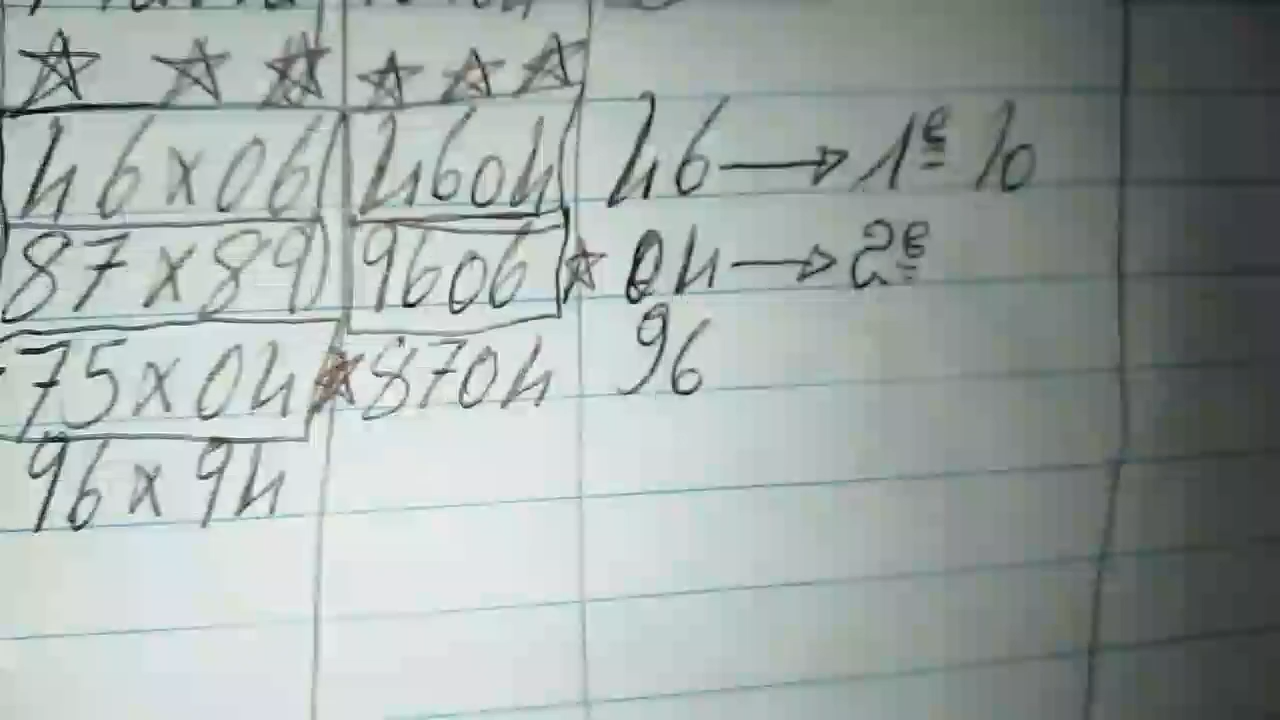 46x06 4604 46 → 1º 10
87x89 9606 04 → 2º
75x04 8704 96
96x94